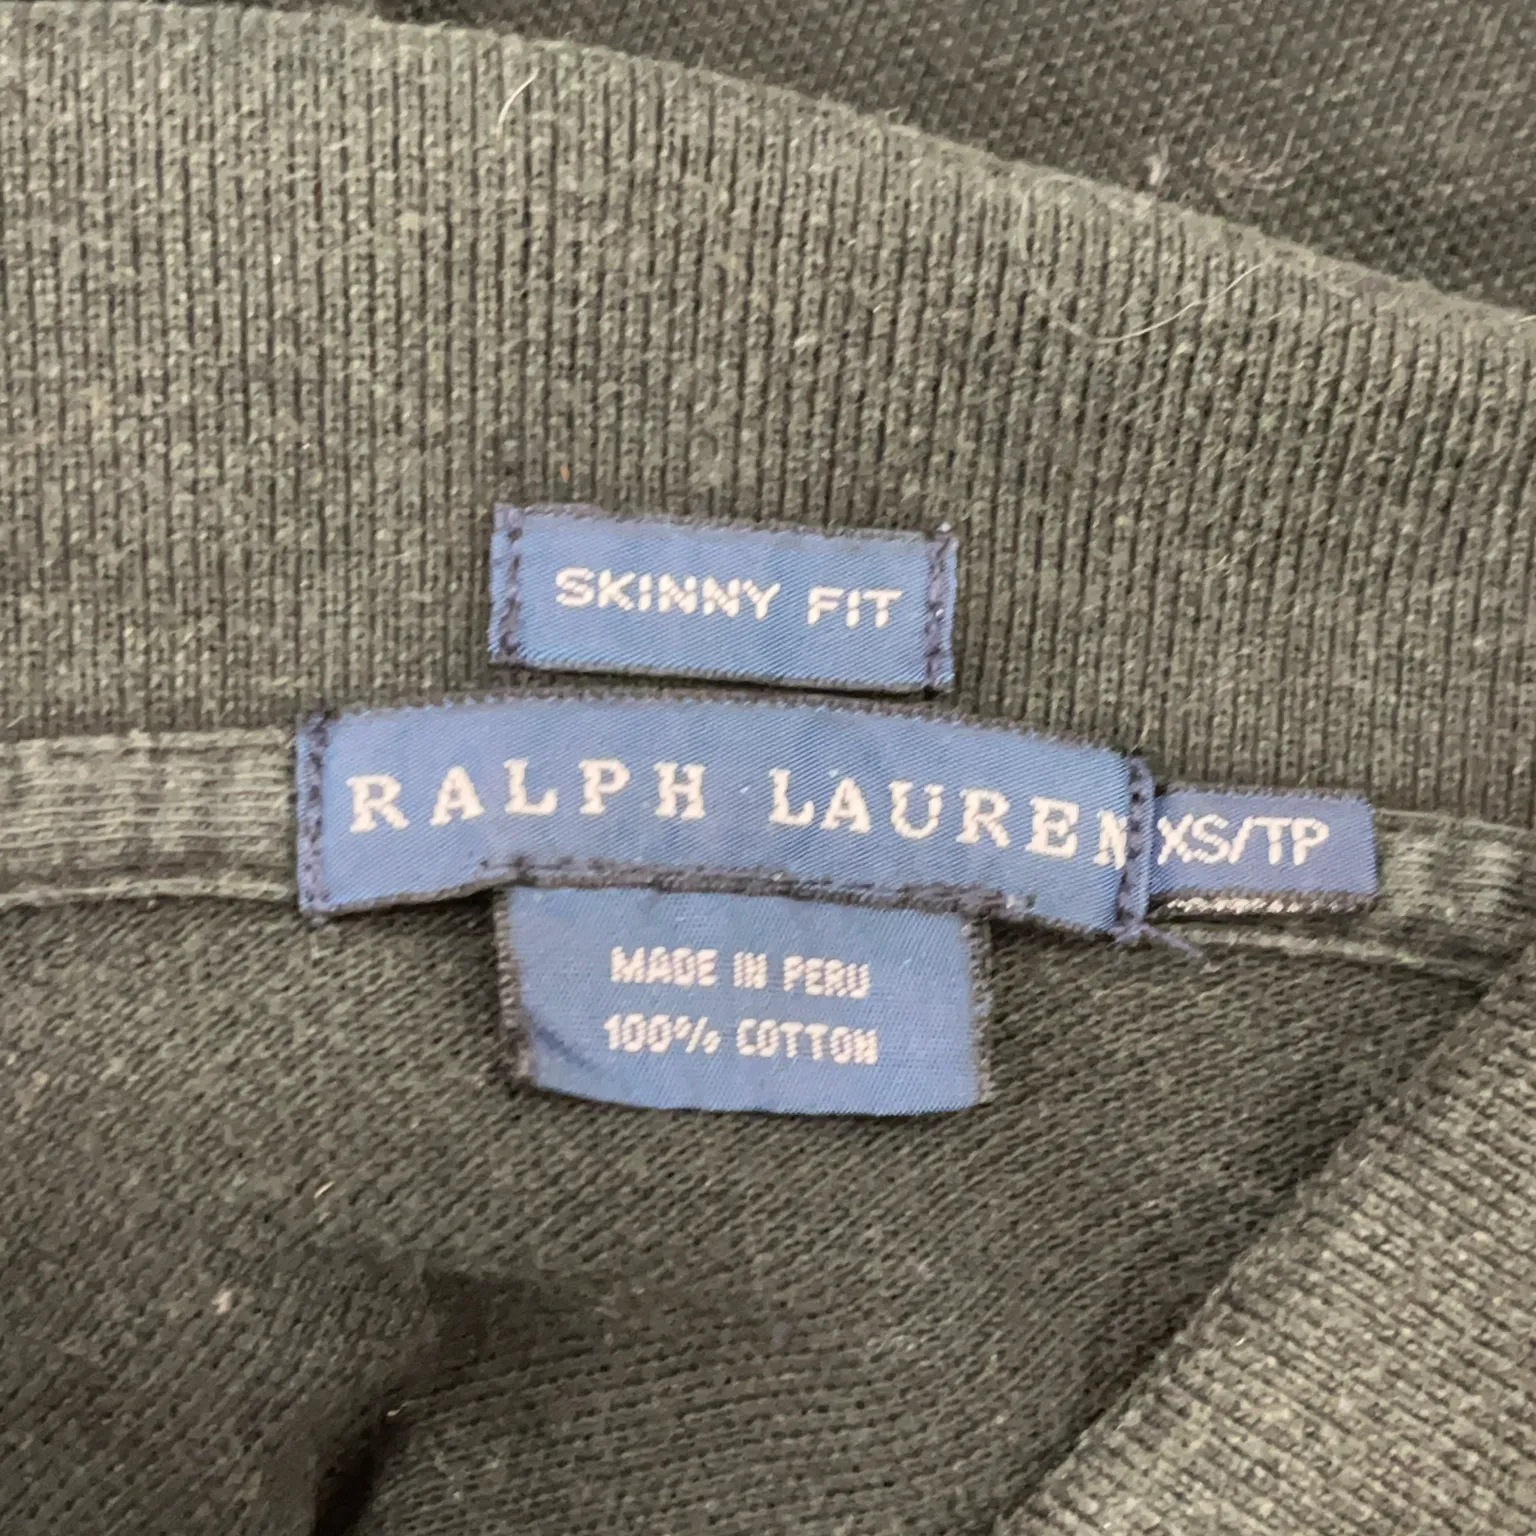 SKINNY FIT
RALPH LAUREN
XS/TP
MADE IN PERU
100% COTTON